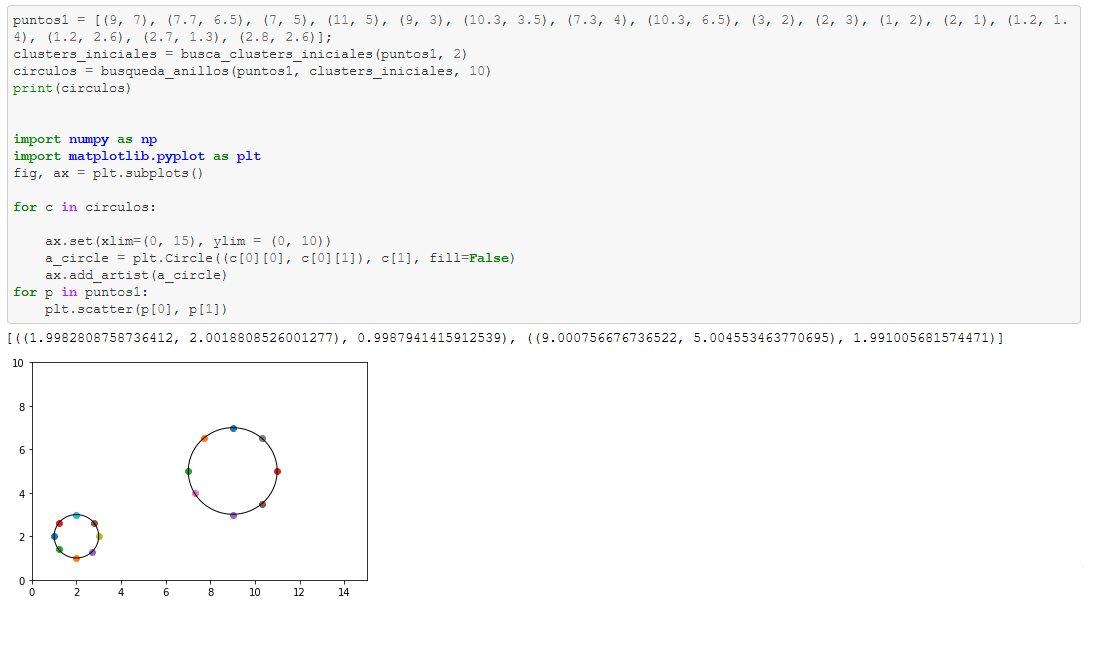 puntos1 = [(9, 7), (7.7, 6.5), (7, 5), (11, 5), (9, 3), (10.3, 3.5), (7.3, 4), (10.3, 6.5), (3, 2), (2, 3), (1, 2), (2, 1), (1.2, 1.
4), (1.2, 2.6), (2.7, 1.3), (2.8, 2.6)];
clusters_iniciales = busca_clusters_iniciales(puntos1, 2)
circulos = busqueda_anillos(puntos1, clusters_iniciales, 10)
print(circulos)
import numpy as np
import matplotlib.pyplot as plt
fig, ax = plt.subplots()
for c in circulos:
    ax.set(xlim=(0, 15), ylim = (0, 10))
    a_circle = plt.Circle((c[0][0], c[0][1]), c[1], fill=False)
    ax.add_artist(a_circle)
for p in puntos1:
    plt.scatter(p[0], p[1])
[((1.9982808758736412, 2.0018808526001277), 0.9987941415912539), ((9.000756676736522, 5.004553463770695), 1.991005681574471)]
10
8
6
4
2
0
0 2 4 6 8 10 12 14